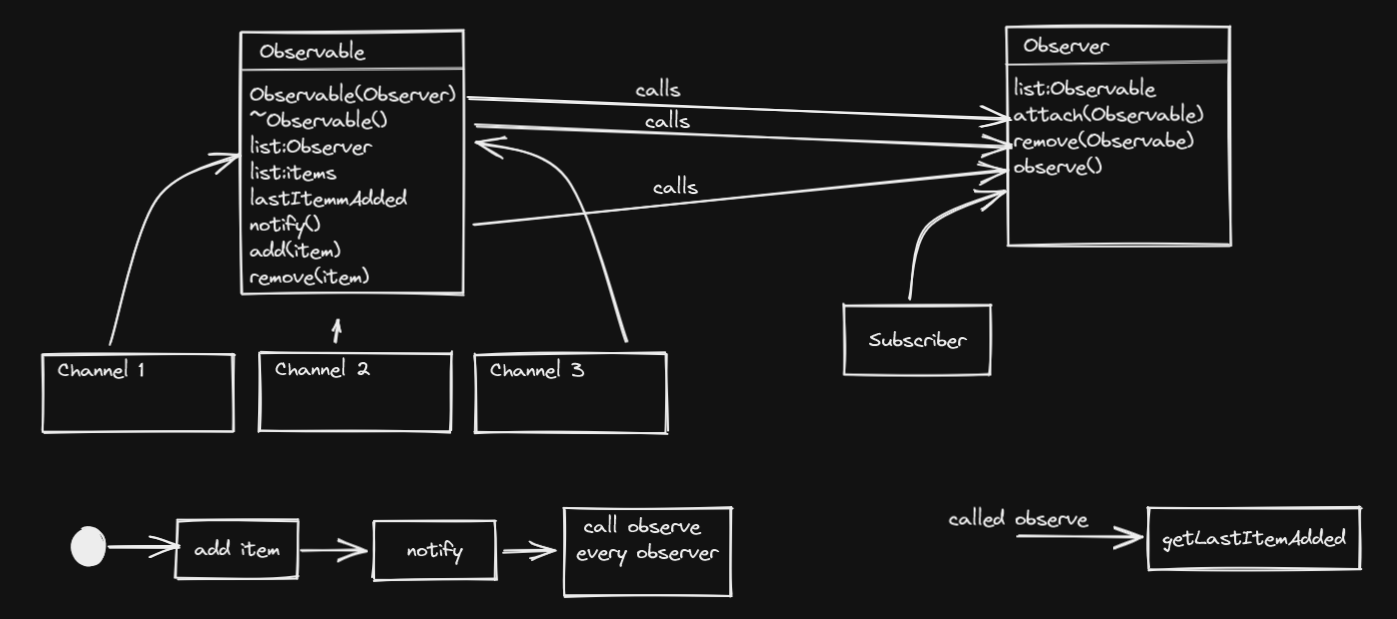 Observable
Observable(Observer)
~Observable()
list:Observer
list:items
lastItemmAdded
notify()
add(item)
remove(item)
calls
calls
calls
Observer
list:Observable
attach(Observable)
remove(Observabe)
observe()
Subscriber
Channel 1
Channel 2
Channel 3
add item
notify
call observe
every observer
called observe
getLastItemAdded